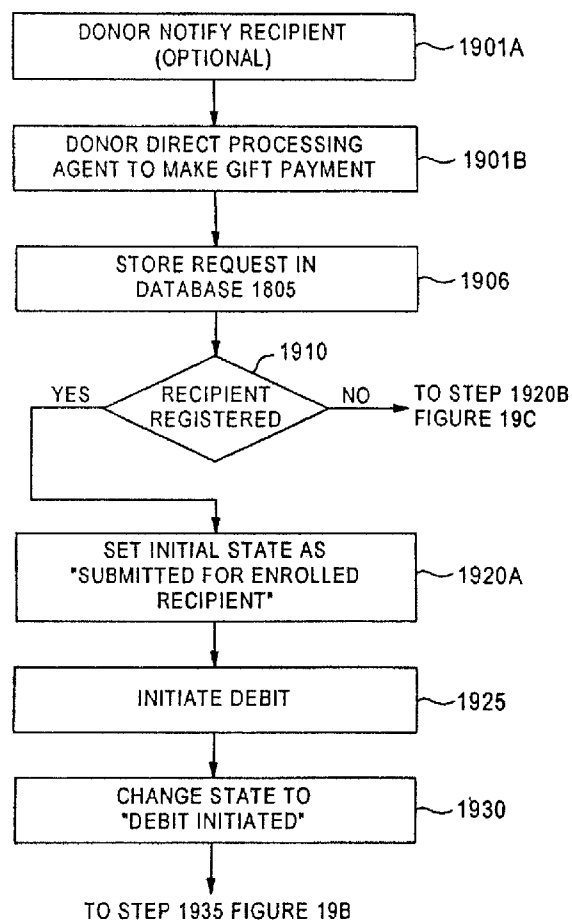 DONOR NOTIFY RECIPIENT
(OPTIONAL)
1901A
DONOR DIRECT PROCESSING
AGENT TO MAKE GIFT PAYMENT
1901B
STORE REQUEST IN
DATABASE 1805
1906
1910
YES
RECIPIENT
REGISTERED
NO
TO STEP 1920B
FIGURE 19C
SET INITIAL STATE AS
"SUBMITTED FOR ENROLLED
RECIPIENT"
1920A
INITIATE DEBIT
1925
CHANGE STATE TO
"DEBIT INITIATED"
1930
TO STEP 1935 FIGURE 19B